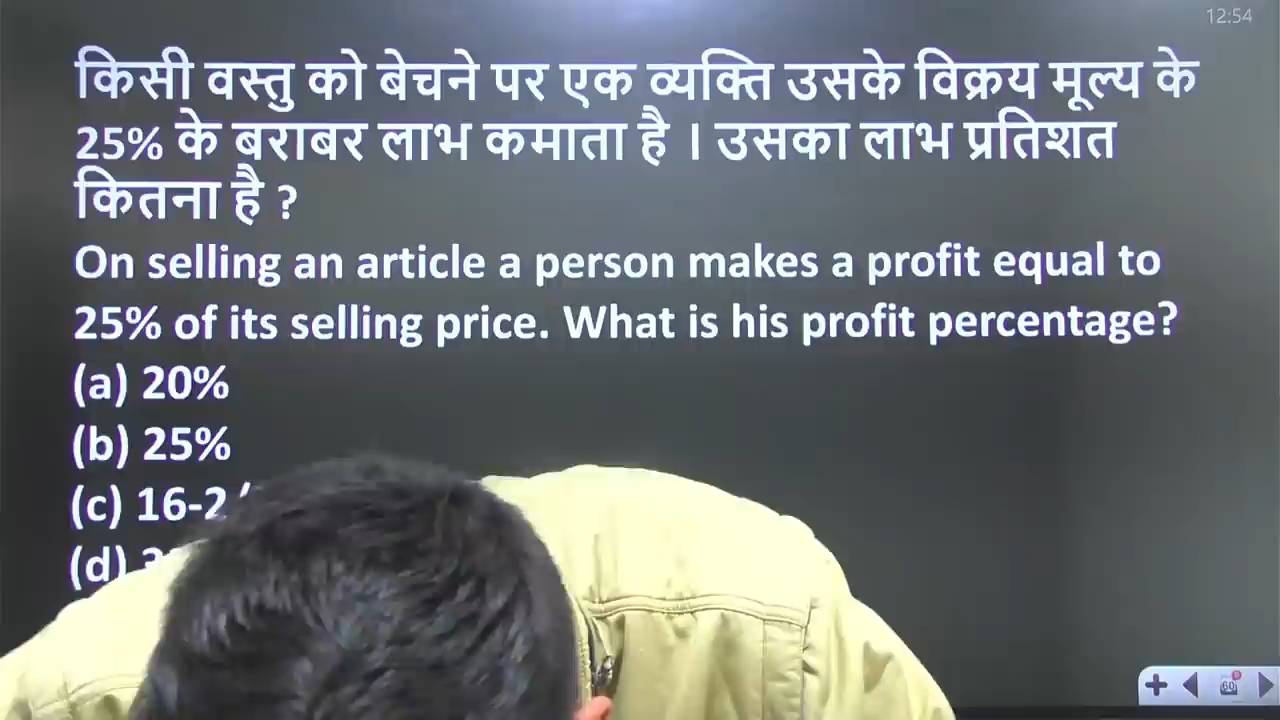 12:54
किसी वस्तु को बेचने पर एक व्यक्ति उसके विक्रय मूल्य के
25% के बराबर लाभ कमाता है । उसका लाभ प्रतिशत
कितना है ?
On selling an article a person makes a profit equal to
25% of its selling price. What is his profit percentage?
(a) 20%
(b) 25%
(c) 16-2
(d)
60